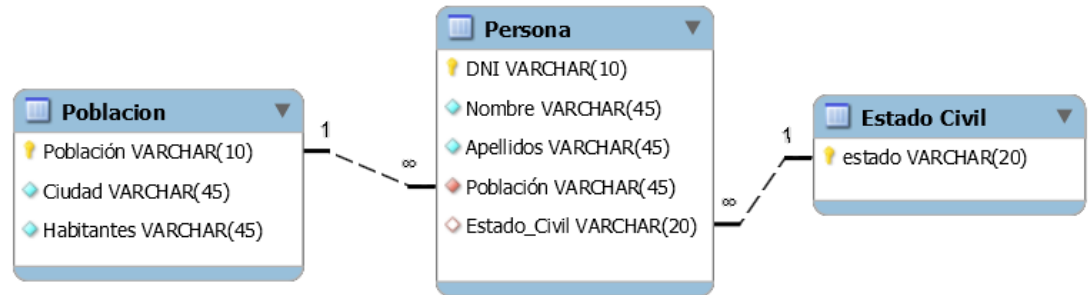 Poblacion
Población VARCHAR(10)
Ciudad VARCHAR(45)
Habitantes VARCHAR(45)
1
∞
Persona
DNI VARCHAR(10)
Nombre VARCHAR(45)
Apellidos VARCHAR(45)
Población VARCHAR(45)
Estado_Civil VARCHAR(20)
∞
1
Estado Civil
estado VARCHAR(20)